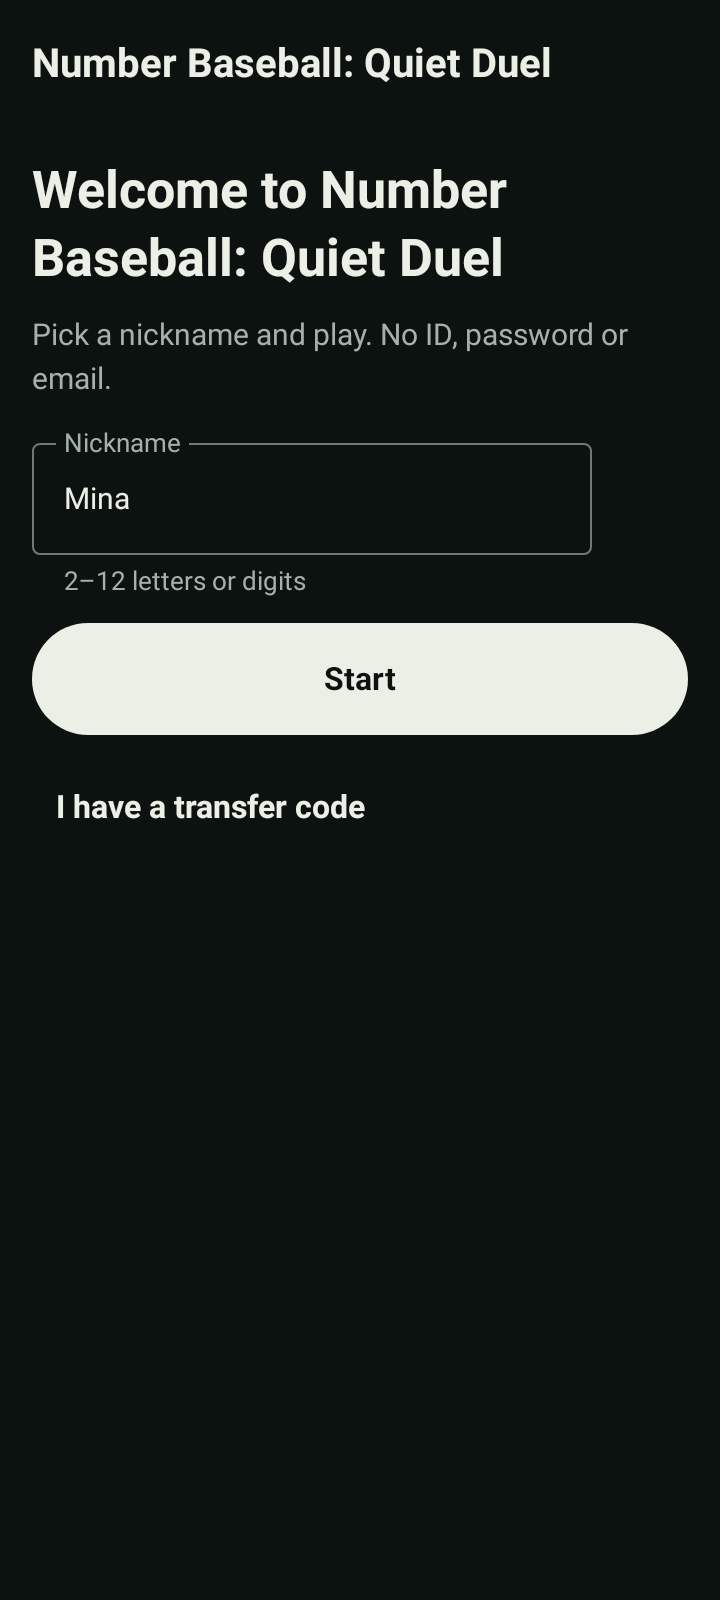 Number Baseball: Quiet Duel
Welcome to Number
Baseball: Quiet Duel
Pick a nickname and play. No ID, password or
email.
Nickname
Mina
2–12 letters or digits
Start
I have a transfer code